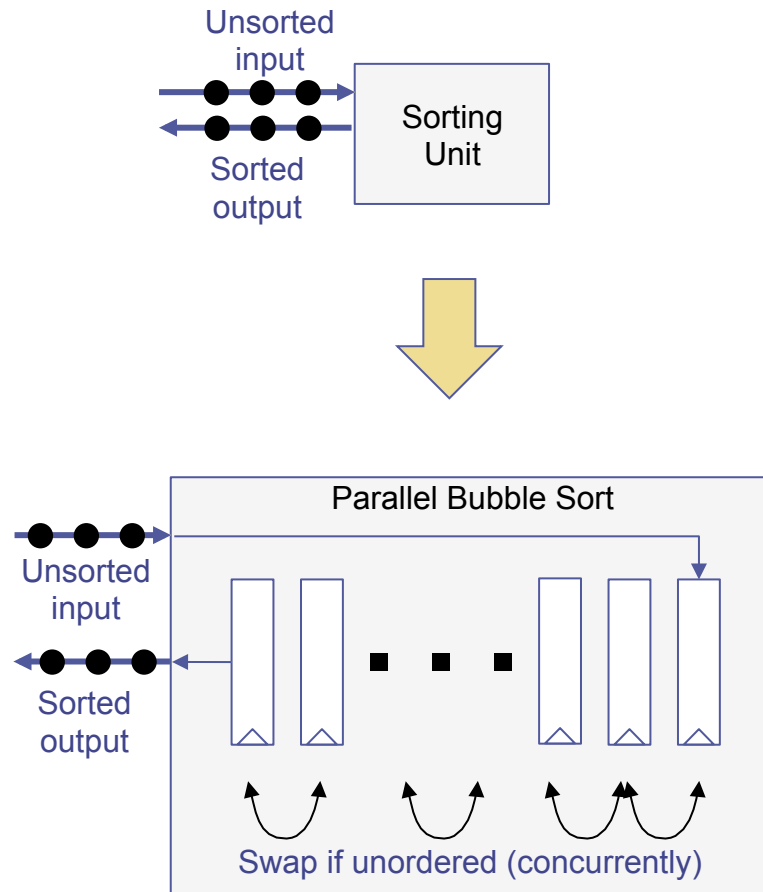 Unsorted
input
Sorting
Unit
Sorted
output
Parallel Bubble Sort
Unsorted
input
Sorted
output
Swap if unordered (concurrently)